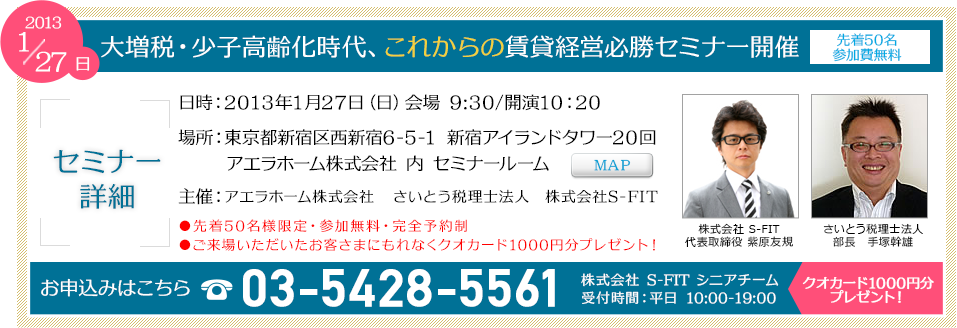 2013
1/27 日
大増税・少子高齢化時代、これからの賃貸経営必勝セミナー開催
先着50名
参加費無料
セミナー
詳細
日時：2013年1月27日（日）会場 9:30/開演10：20
場所：東京都新宿区西新宿6-5-1 新宿アイランドタワー20回
アエラホーム株式会社 内 セミナールーム
MAP
主催：アエラホーム株式会社 さいとう税理士法人 株式会社S-FIT
●先着50名様限定・参加無料・完全予約制
●ご来場いただいたお客さまにもれなくクオカード1000円分プレゼント！
株式会社 S-FIT
代表取締役 紫原友規
さいとう税理士法人
部長 手塚幹雄
お申込みはこちら
03-5428-5561
株式会社 S-FIT シニアチーム
受付時間：平日 10:00-19:00
クオカード1000円分
プレゼント！